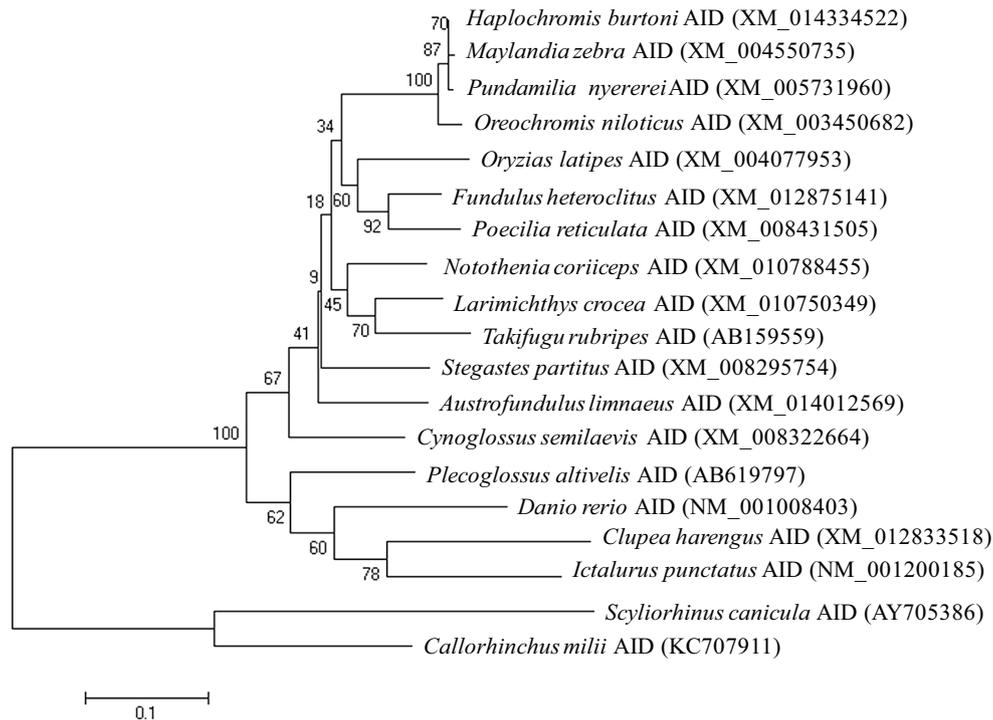 70
Haplochromis burtoni AID (XM_014334522)
87
Maylandia zebra AID (XM_004550735)
100
Pundamilia nyererei AID (XM_005731960)
Oreochromis niloticus AID (XM_003450682)
34
Oryzias latipes AID (XM_004077953)
18 60
Fundulus heteroclitus AID (XM_012875141)
92
Poecilia reticulata AID (XM_008431505)
Notothenia coriiceps AID (XM_010788455)
9
45
Larimichthys crocea AID (XM_010750349)
70
Takifugu rubripes AID (AB159559)
41
Stegastes partitus AID (XM_008295754)
67
Austrofundulus limnaeus AID (XM_014012569)
100
Cynoglossus semilaevis AID (XM_008322664)
Plecoglossus altivelis AID (AB619797)
62
Danio rerio AID (NM_001008403)
60
Clupea harengus AID (XM_012833518)
78
Ictalurus punctatus AID (NM_001200185)
Scyliorhinus canicula AID (AY705386)
Callorhinchus milii AID (KC707911)
0.1